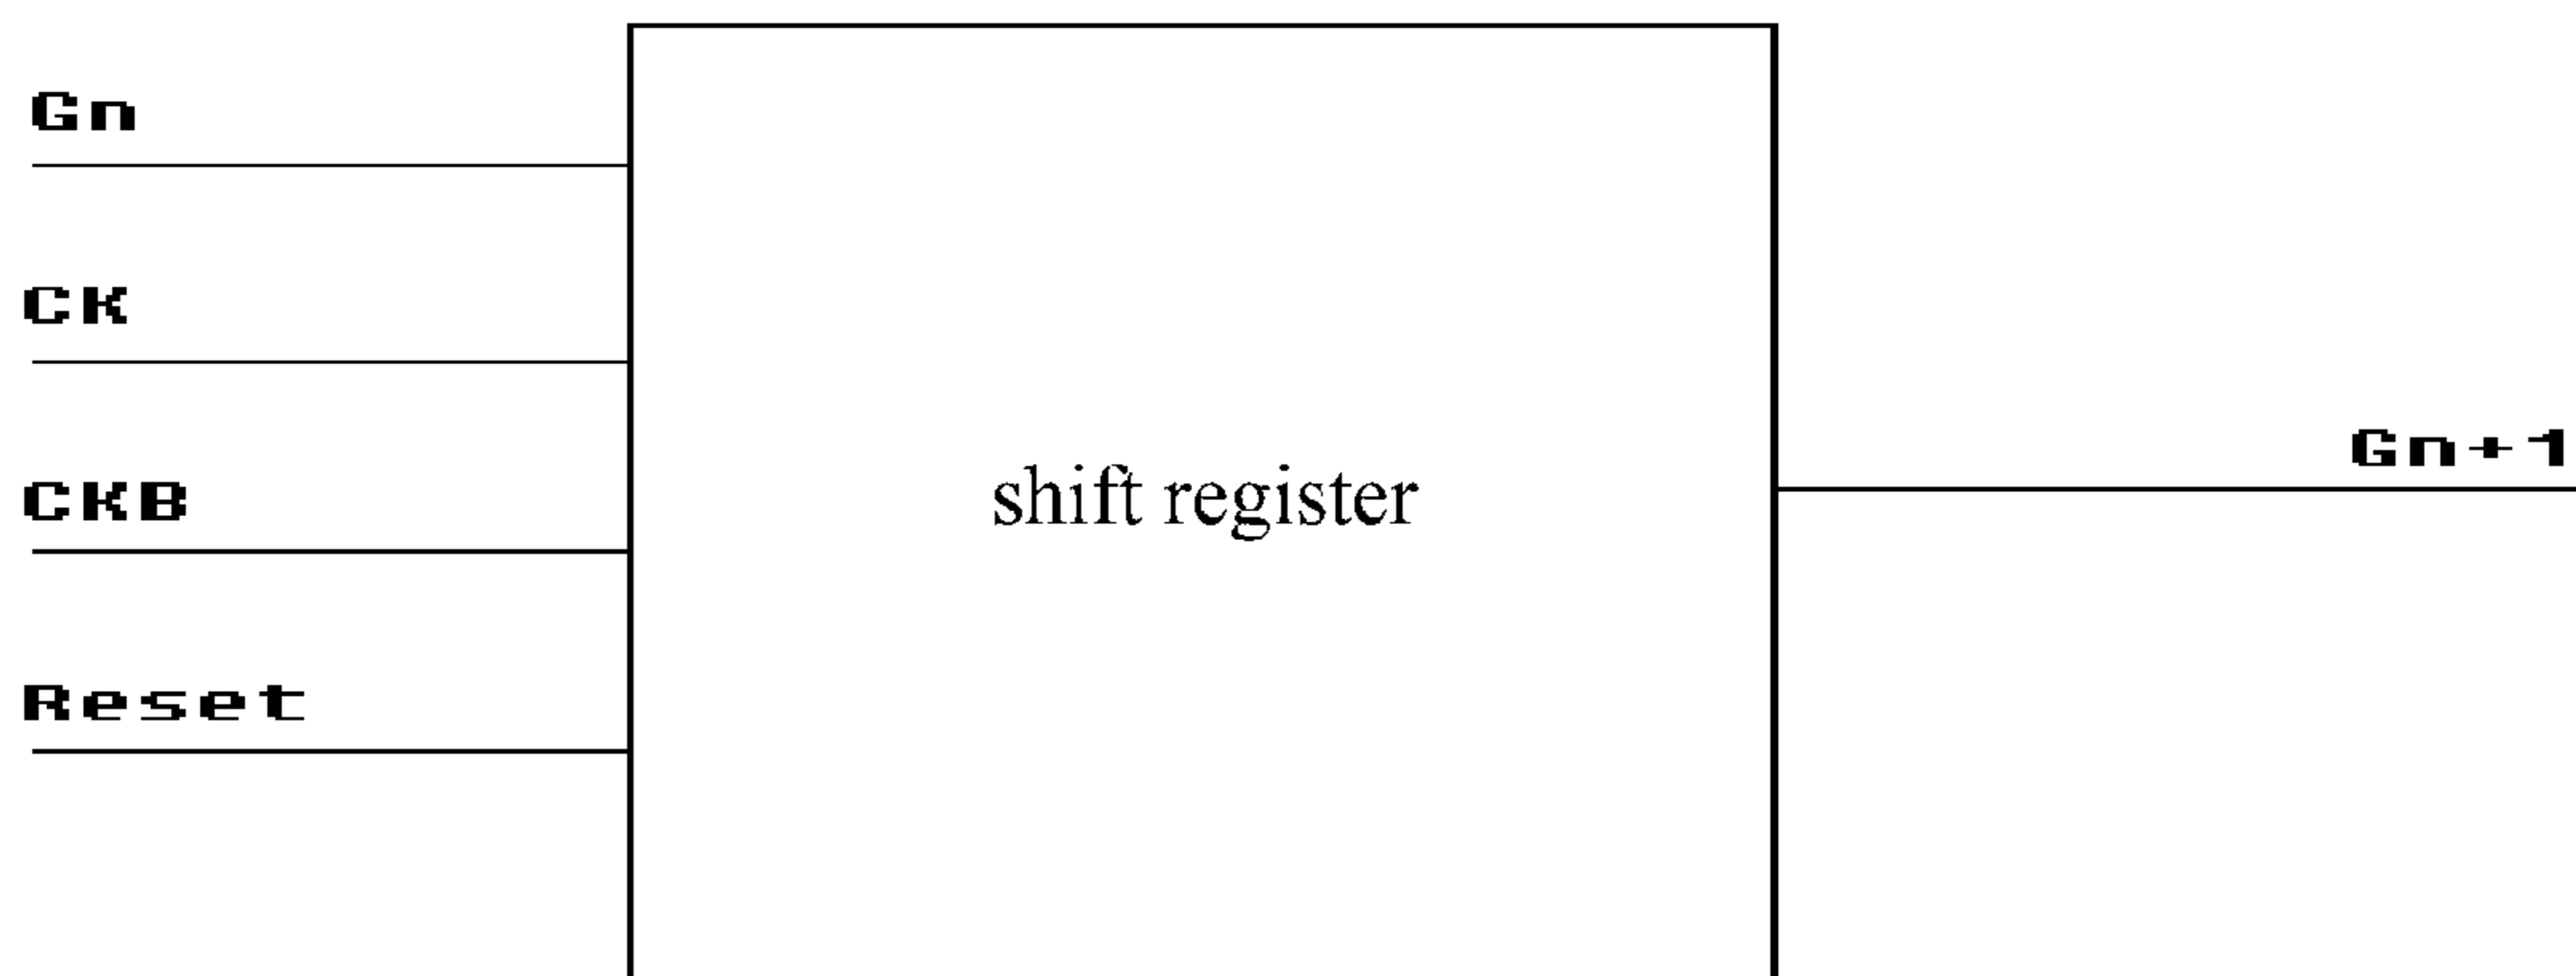 Gn
CK
CKB
Reset
shift register
Gn+1